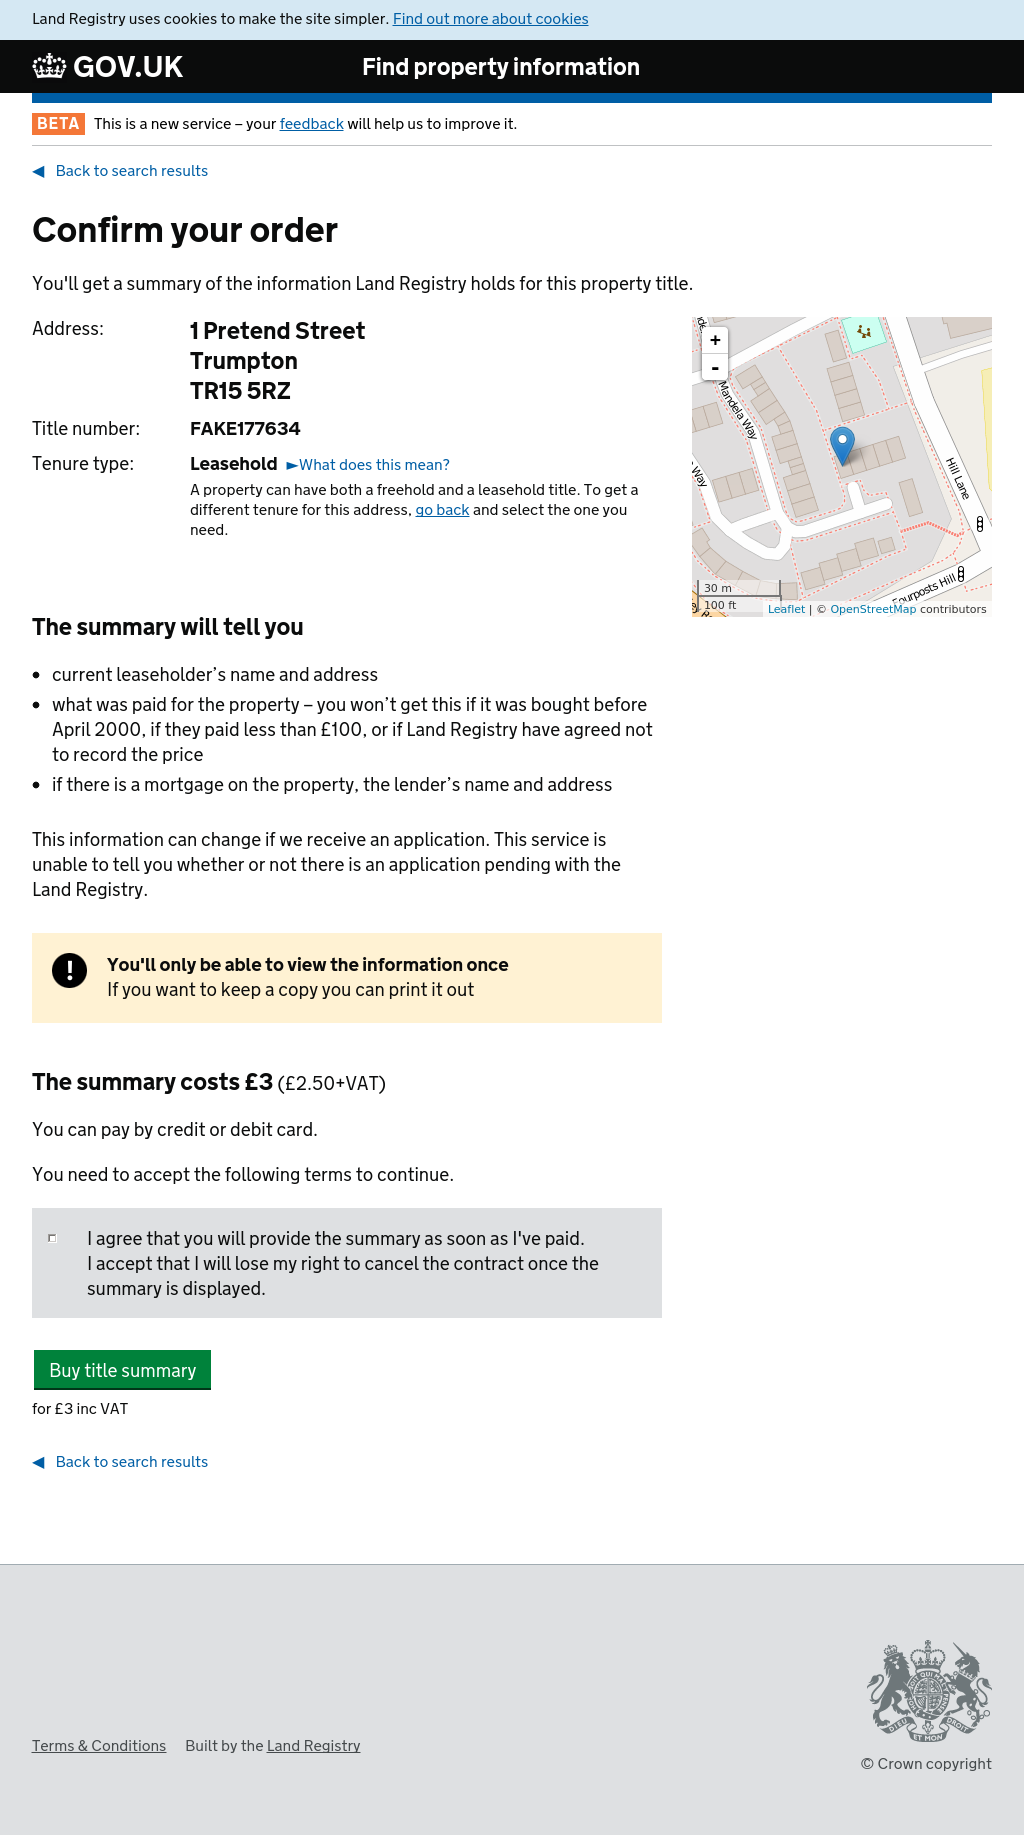 Land Registry uses cookies to make the site simpler. Find out more about cookies
GOV.UK
Find property information
BETA This is a new service – your feedback will help us to improve it.
◀ Back to search results
Confirm your order
You'll get a summary of the information Land Registry holds for this property title.
Address:
1 Pretend Street
Trumpton
TR15 5RZ
Title number:
FAKE177634
Tenure type:
Leasehold ►What does this mean?
A property can have both a freehold and a leasehold title. To get a
different tenure for this address, go back and select the one you
need.
+
-
Mandela Way
Way
Hill Lane
Fourposts Hill
30 m
100 ft
Leaflet | © OpenStreetMap contributors
The summary will tell you
• current leaseholder’s name and address
• what was paid for the property – you won’t get this if it was bought before
April 2000, if they paid less than £100, or if Land Registry have agreed not
to record the price
• if there is a mortgage on the property, the lender’s name and address
This information can change if we receive an application. This service is
unable to tell you whether or not there is an application pending with the
Land Registry.
!
You'll only be able to view the information once
If you want to keep a copy you can print it out
The summary costs £3 (£2.50+VAT)
You can pay by credit or debit card.
You need to accept the following terms to continue.
I agree that you will provide the summary as soon as I've paid.
I accept that I will lose my right to cancel the contract once the
summary is displayed.
Buy title summary
for £3 inc VAT
◀ Back to search results
Terms & Conditions Built by the Land Registry
© Crown copyright